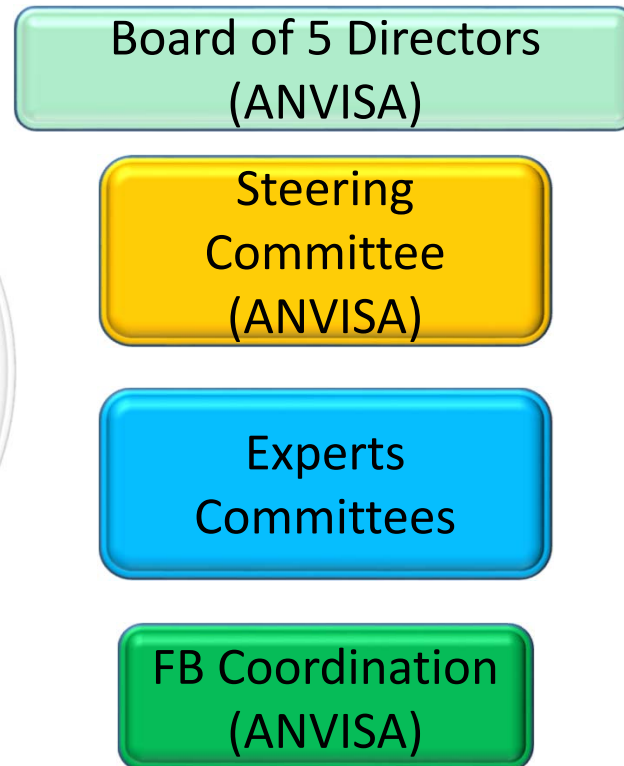 Board of 5 Directors
(ANVISA)
Steering
Committee
(ANVISA)
Experts
Committees
FB Coordination
(ANVISA)